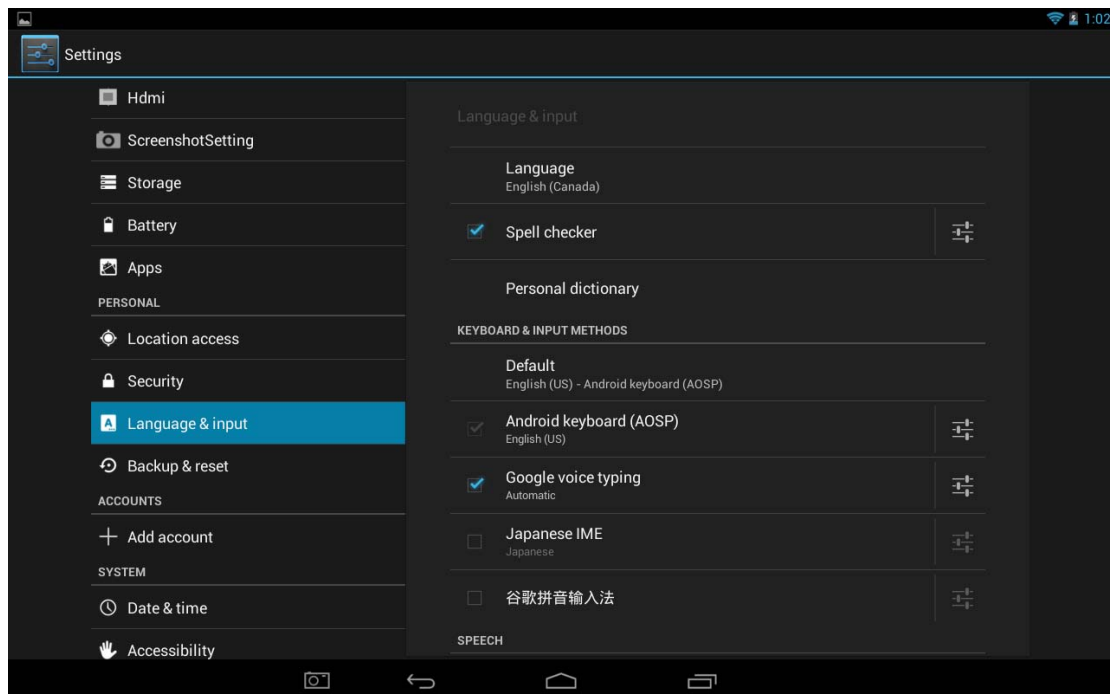 1:02
Settings
Hdmi
ScreenshotSetting
Storage
Battery
Apps
PERSONAL
Location access
Security
Language & input
Backup & reset
ACCOUNTS
Add account
SYSTEM
Date & time
Accessibility
Language & input
Language
English (Canada)
Spell checker
Personal dictionary
KEYBOARD & INPUT METHODS
Default
English (US) - Android keyboard (AOSP)
Android keyboard (AOSP)
English (US)
Google voice typing
Automatic
Japanese IME
Japanese
谷歌拼音输入法
SPEECH